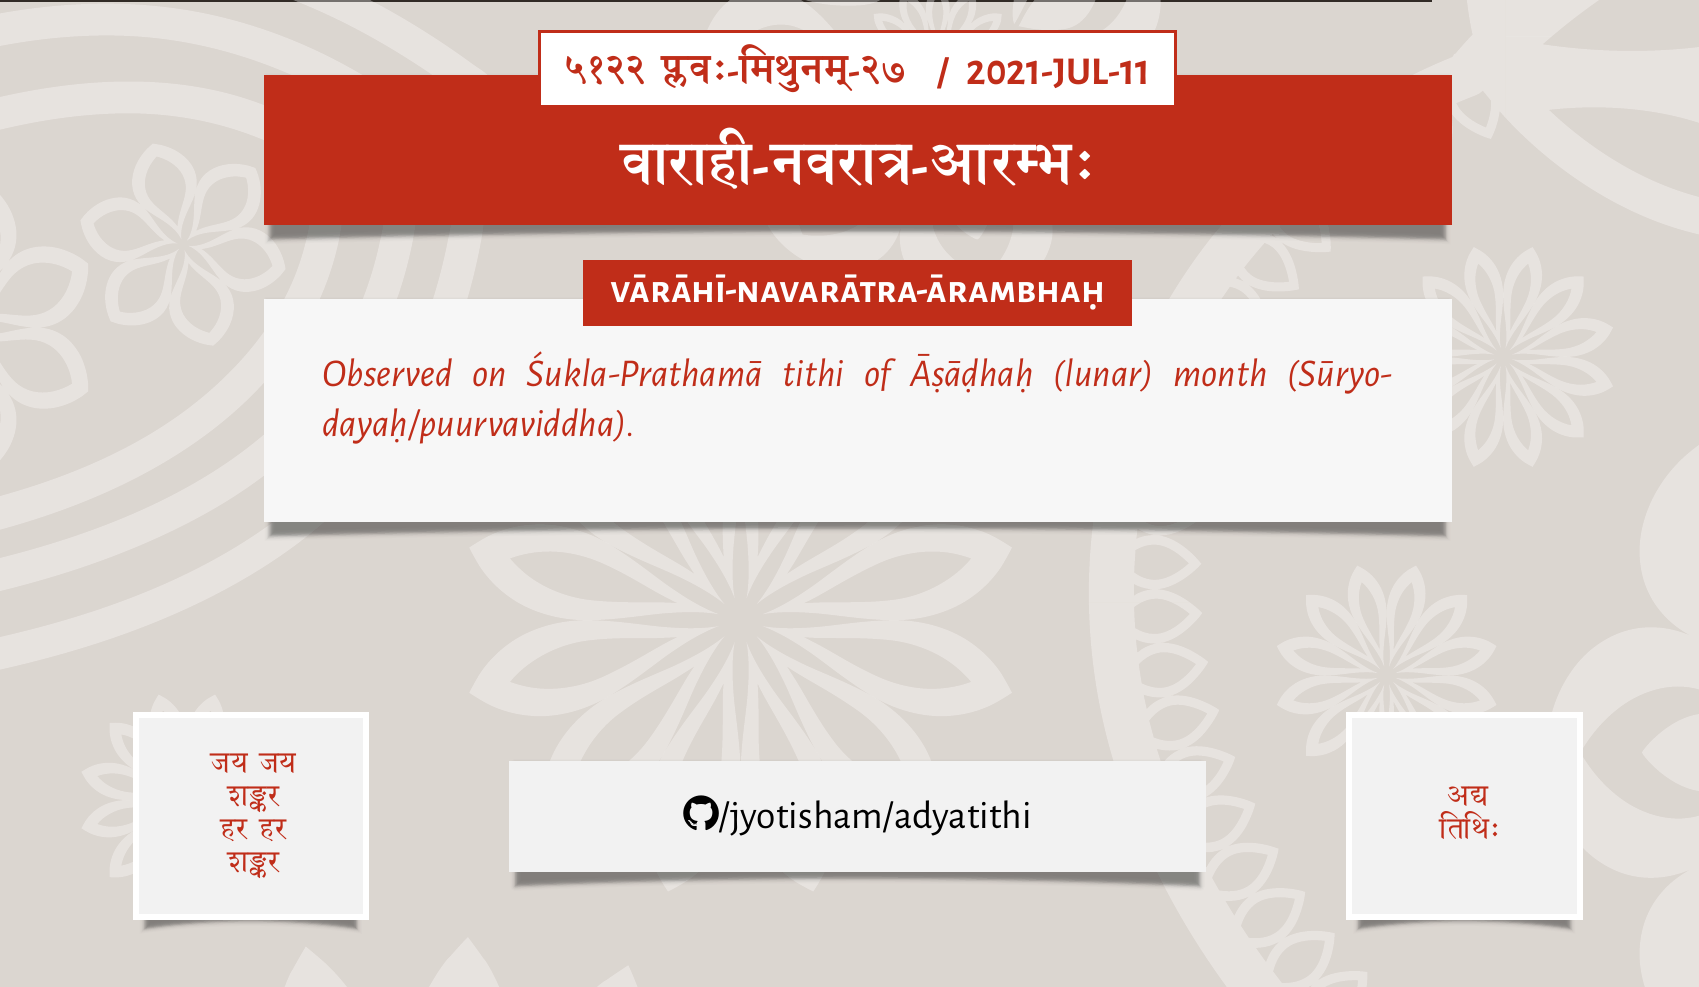 ५१२२ प्लवः-मिथुनम्-२७ / 2021-JUL-11
वाराही-नवरात्र-आरम्भः
VĀRĀHĪ-NAVARĀTRA-ĀRAMBHAḤ
Observed on Śukla-Prathamā tithi of Āṣāḍhaḥ (lunar) month (Sūryo-
dayaḥ/puurvaviddha).
जय जय
शङ्कर
हर हर
शङ्कर
/jyotisham/adyatithi
अद्य
तिथिः